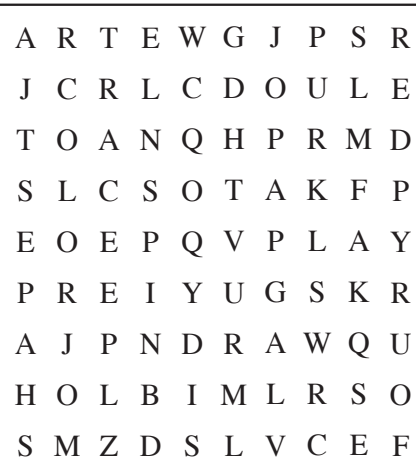 A R T E W G J P S R
J C R L C D O U L E
T O A N Q H P R M D
S L C S O T A K F P
E O E P Q V P L A Y
P R E I Y U G S K R
A J P N D R A W Q U
H O L B I M L R S O
S M Z D S L V C E F